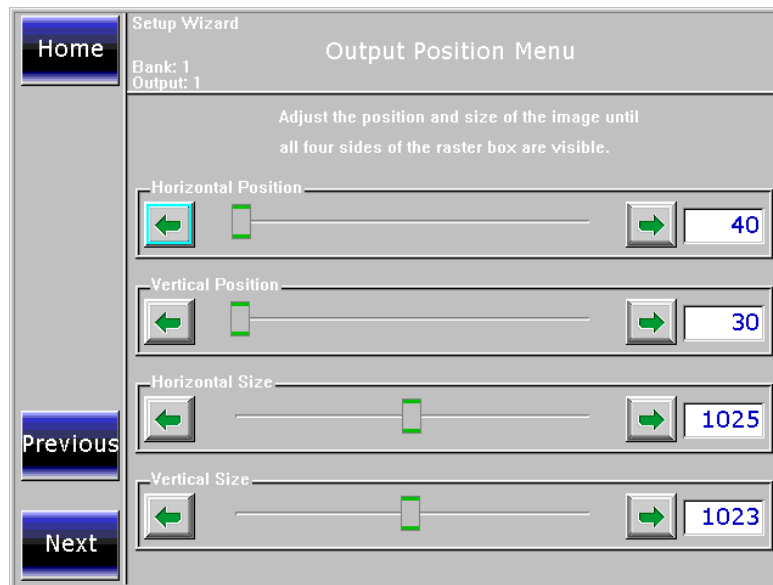 Home
Setup Wizard
Output Position Menu
Bank: 1
Output: 1
Adjust the position and size of the image until
all four sides of the raster box are visible.
Horizontal Position
40
Vertical Position
30
Horizontal Size
1025
Previous
Vertical Size
1023
Next